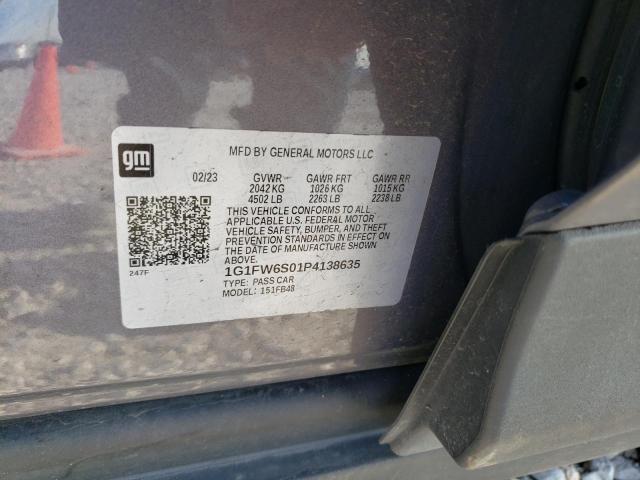 gm
MFD BY GENERAL MOTORS LLC
02/23 GVWR GAWR FRT GAWR RR
2042 KG 1026 KG 1015 KG
4502 LB 2263 LB 2238 LB
THIS VEHICLE CONFORMS TO ALL
APPLICABLE U.S. FEDERAL MOTOR
VEHICLE SAFETY, BUMPER, AND THEFT
PREVENTION STANDARDS IN EFFECT ON
THE DATE OF MANUFACTURE SHOWN
ABOVE.
247F
1G1FW6S01P4138635
TYPE: PASS CAR
MODEL: 151FB48